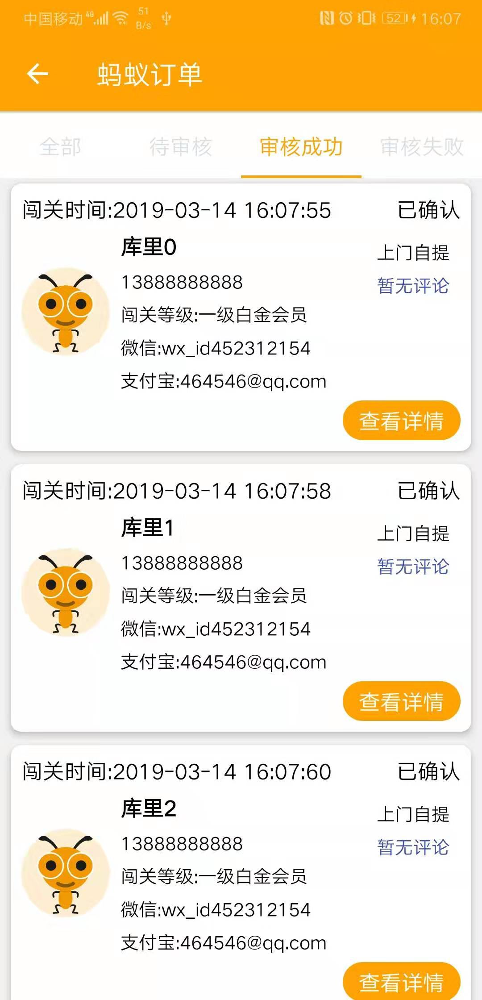 中国移动 4G 51 B/s 52 16:07
蚂蚁订单
全部 待审核 审核成功 审核失败
闯关时间:2019-03-14 16:07:55 已确认
库里0
上门自提
13888888888
暂无评论
闯关等级:一级白金会员
微信:wx_id452312154
支付宝:464546@qq.com
查看详情
闯关时间:2019-03-14 16:07:58 已确认
库里1
上门自提
13888888888
暂无评论
闯关等级:一级白金会员
微信:wx_id452312154
支付宝:464546@qq.com
查看详情
闯关时间:2019-03-14 16:07:60 已确认
库里2
上门自提
13888888888
暂无评论
闯关等级:一级白金会员
微信:wx_id452312154
支付宝:464546@qq.com
查看详情